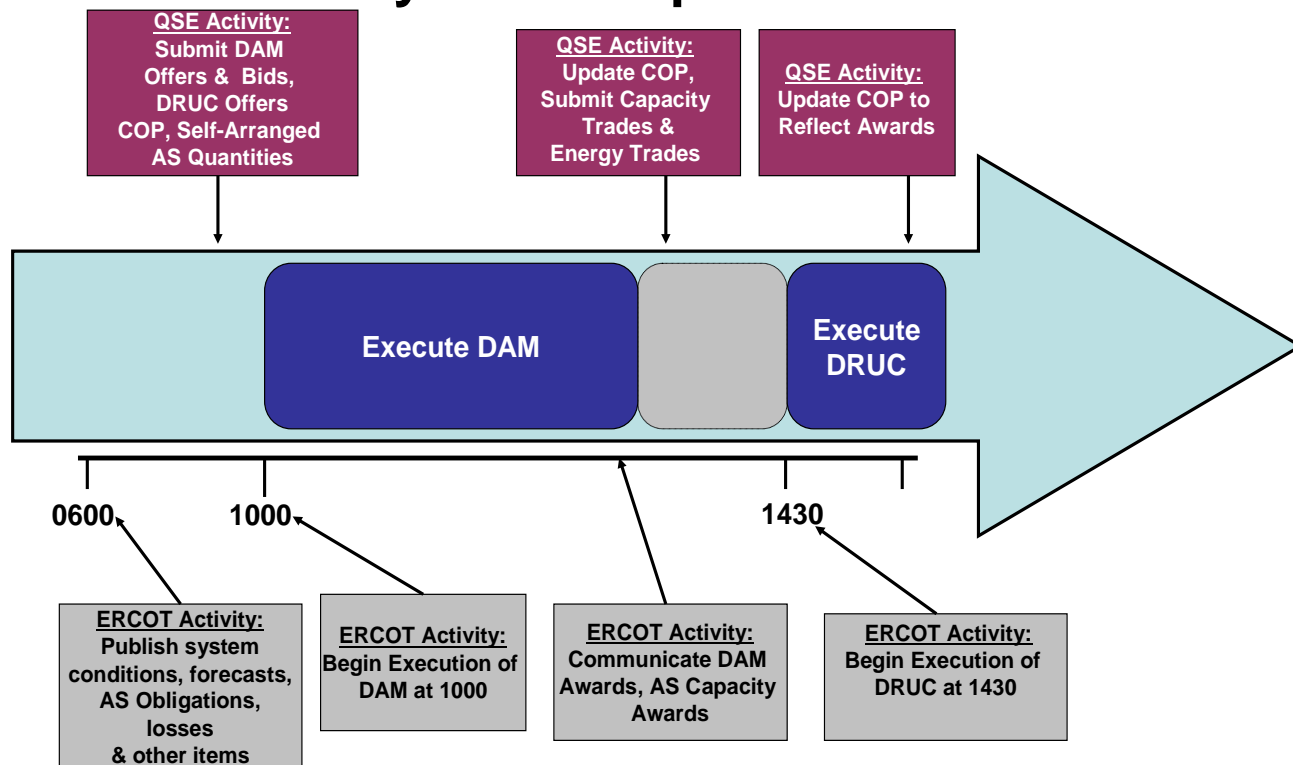 QSE Activity:
Submit DAM
Offers & Bids,
DRUC Offers
COP, Self-Arranged
AS Quantities
QSE Activity:
Update COP,
Submit Capacity
Trades &
Energy Trades
QSE Activity:
Update COP to
Reflect Awards
Execute DAM
Execute
DRUC
0600
1000
1430
ERCOT Activity:
Publish system
conditions, forecasts,
AS Obligations,
losses
& other items
ERCOT Activity:
Begin Execution of
DAM at 1000
ERCOT Activity:
Communicate DAM
Awards, AS Capacity
Awards
ERCOT Activity:
Begin Execution of
DRUC at 1430